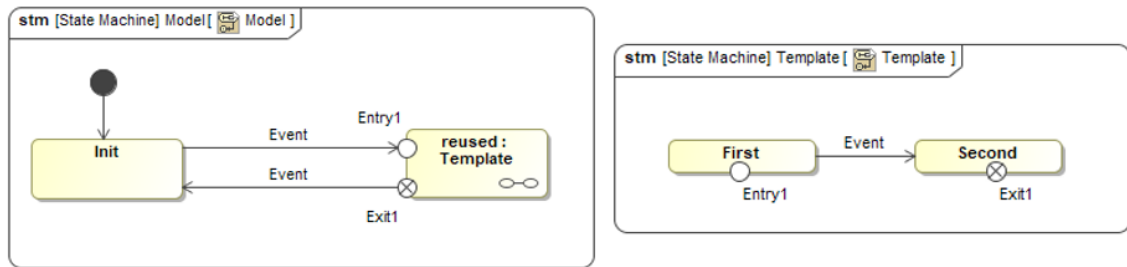 stm [State Machine] Model[ Model ]
Init
Event
Event
Entry1
reused :
Template
Exit1
stm [State Machine] Template [ Template ]
First
Entry1
Event
Second
Exit1